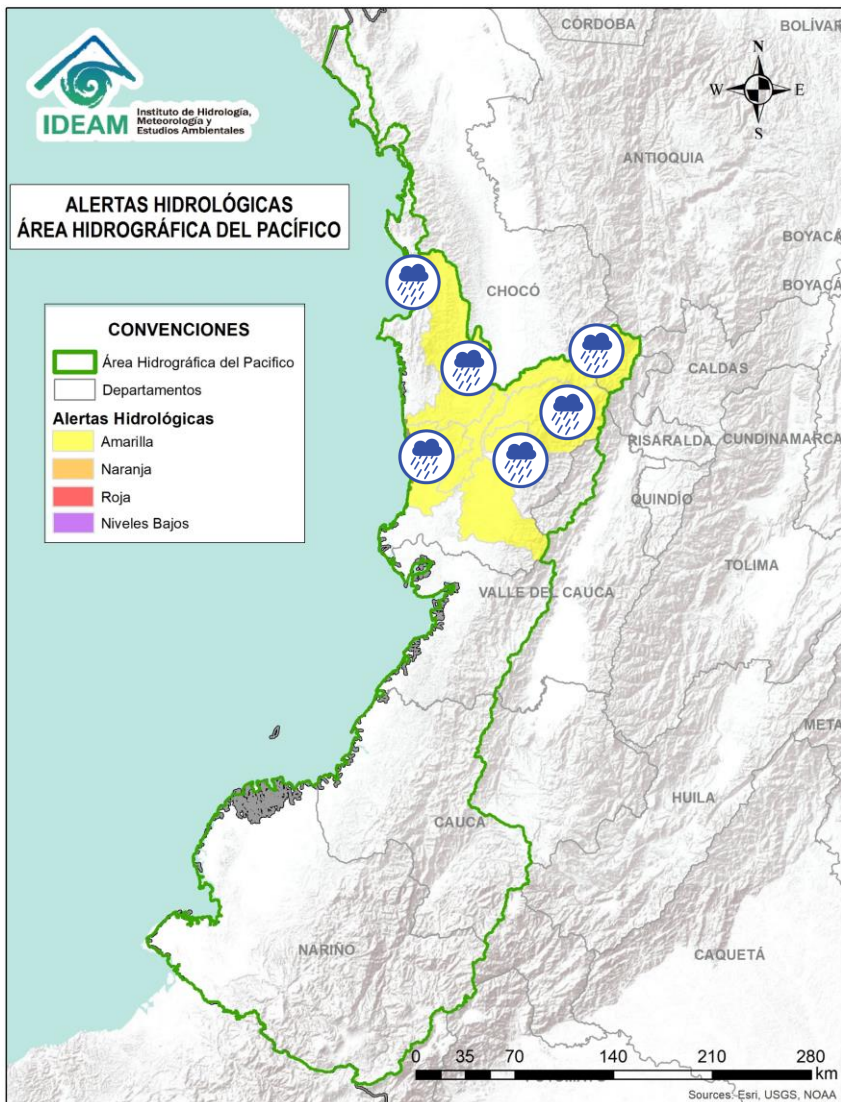 CÓRDOBA
BOLÍVAR
N
W E
S
IDEAM
Instituto de Hidrología,
Meteorología y
Estudios Ambientales
ANTIOQUIA
ALERTAS HIDROLÓGICAS
ÁREA HIDROGRÁFICA DEL PACÍFICO
BOYACÁ
BOYACÁ
CHOCÓ
CONVENCIONES
Área Hidrográfica del Pacifico
Departamentos
Alertas Hidrológicas
Amarilla
Naranja
Roja
Niveles Bajos
CALDAS
RISARALDA
CUNDINAMARCA
QUINDÍO
TOLIMA
VALLE DEL CAUCA
META
HUILA
CAUCA
NARIÑO
CAQUETÁ
0 35 70 140 210 280
km
Sources: Esri, USGS, NOAA